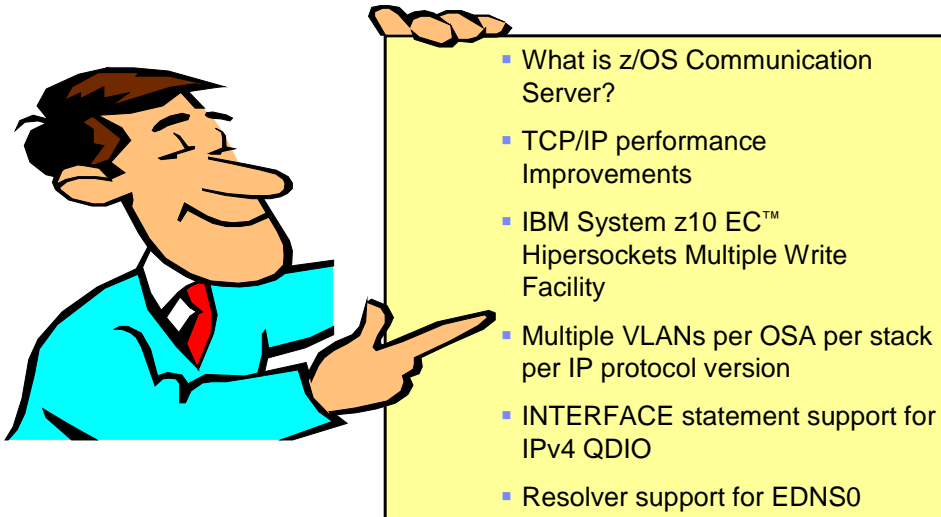 ▪ What is z/OS Communication
Server?
▪ TCP/IP performance
Improvements
▪ IBM System z10 EC™
Hipersockets Multiple Write
Facility
▪ Multiple VLANs per OSA per stack
per IP protocol version
▪ INTERFACE statement support for
IPv4 QDIO
▪ Resolver support for EDNS0